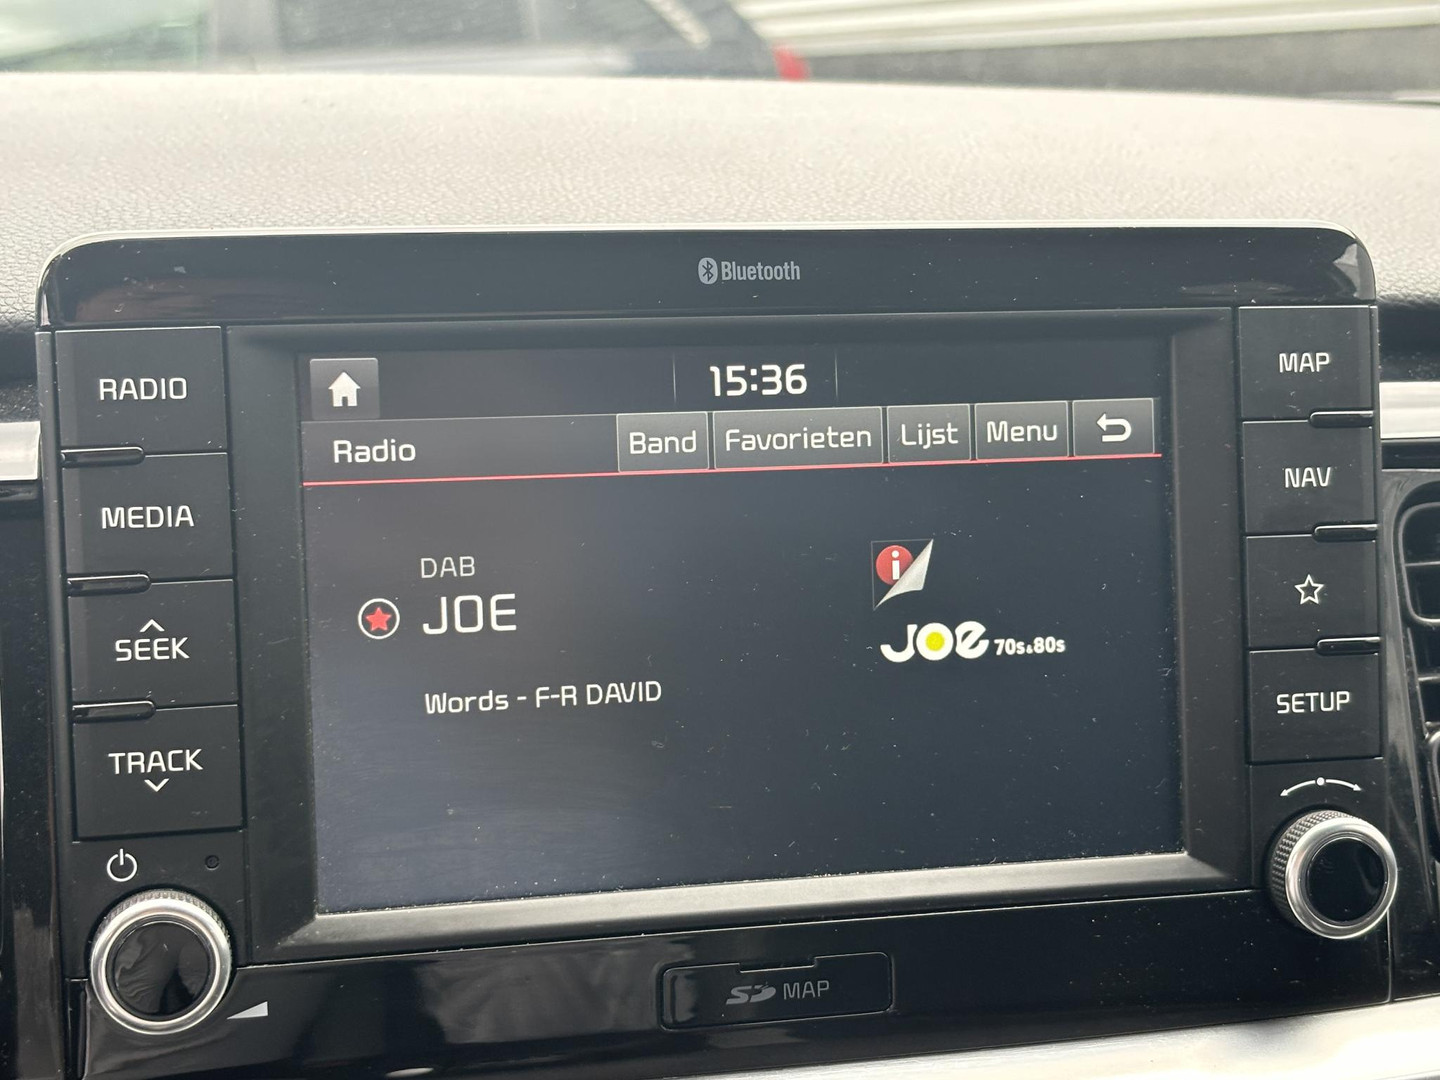 Bluetooth
RADIO
MEDIA
SEEK
TRACK
15:36
Radio
Band
Favorieten
Lijst
Menu
DAB
JOE
Words - F-R DAVID
i
JOe 70s&80s
MAP
NAV
SETUP
SD MAP